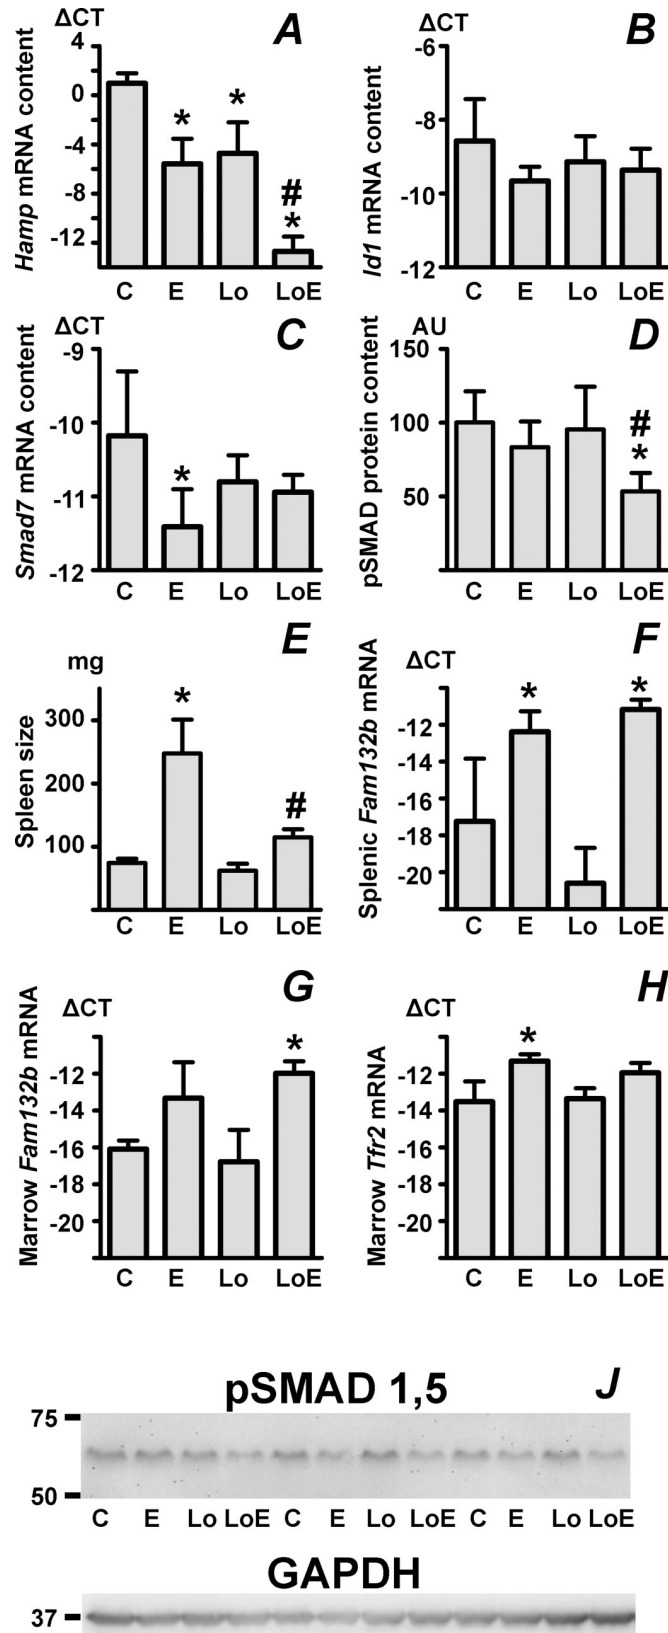 ΔCT
A
4
0
-4
-8
-12
Hamp mRNA content
*
*
#
*
C E Lo LoE
ΔCT
B
-6
-8
-10
-12
Id1 mRNA content
C E Lo LoE
ΔCT
C
-9
-10
-11
-12
Smad7 mRNA content
*
C E Lo LoE
AU
D
150
100
50
pSMAD protein content
#
*
C E Lo LoE
mg
E
300
200
100
Spleen size
*
#
C E Lo LoE
ΔCT
F
-12
-14
-16
-18
-20
Splenic Fam132b mRNA
*
*
C E Lo LoE
ΔCT
G
-12
-14
-16
-18
-20
Marrow Fam132b mRNA
*
C E Lo LoE
ΔCT
H
-12
-14
-16
-18
-20
Marrow Tfr2 mRNA
*
C E Lo LoE
pSMAD 1,5
J
75
50
C E Lo LoE C E Lo LoE C E Lo LoE
GAPDH
37